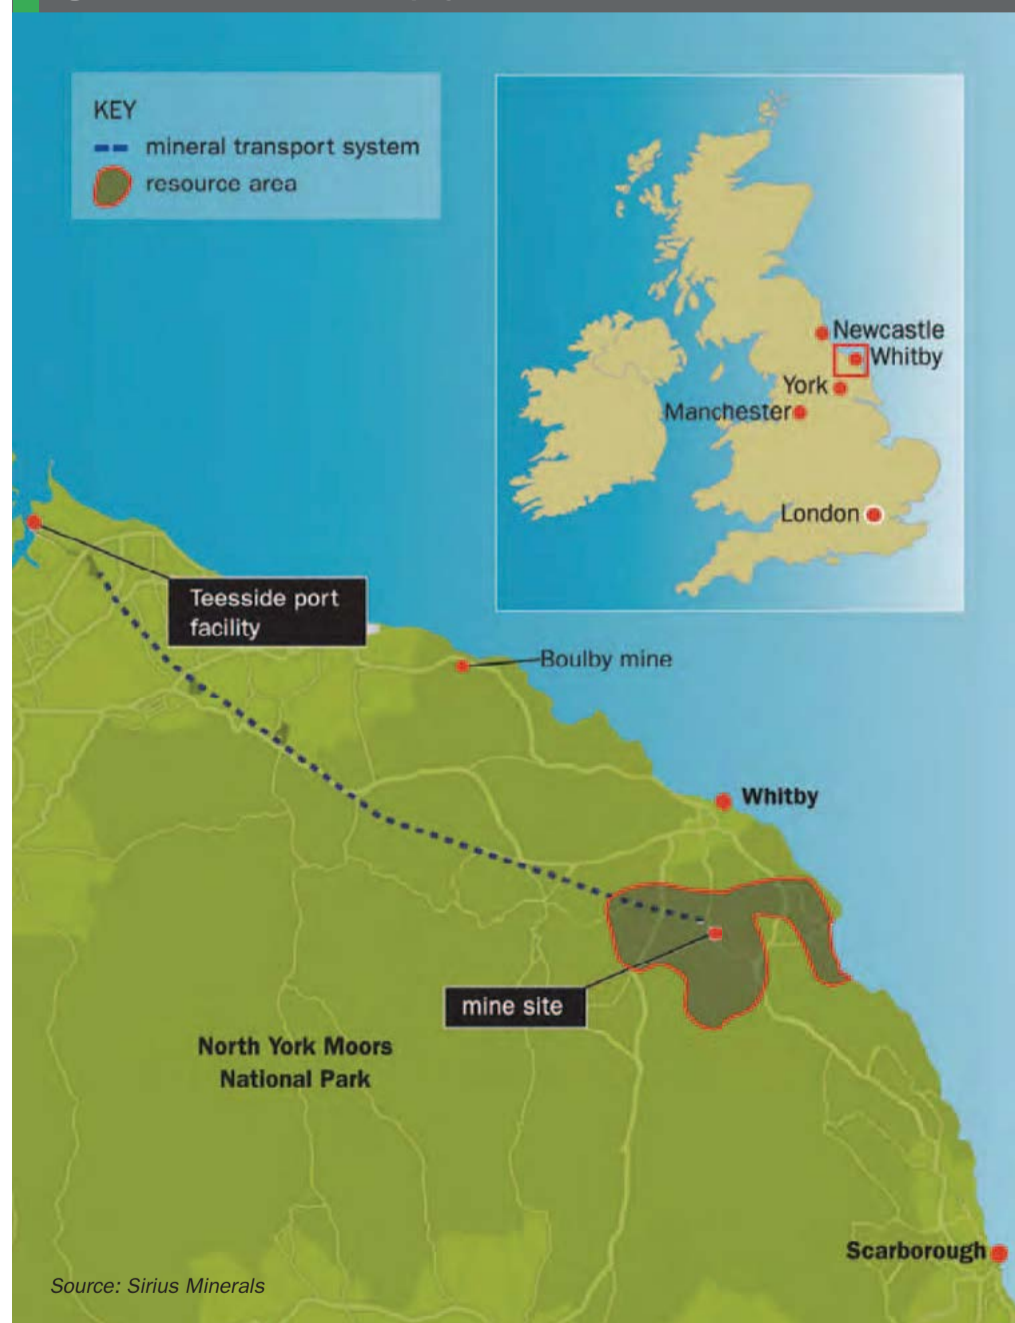 KEY
mineral transport system
resource area
Newcastle
Whitby
York
Manchester
London
Teesside port
facility
Boulby mine
Whitby
mine site
North York Moors
National Park
Scarborough
Source: Sirius Minerals